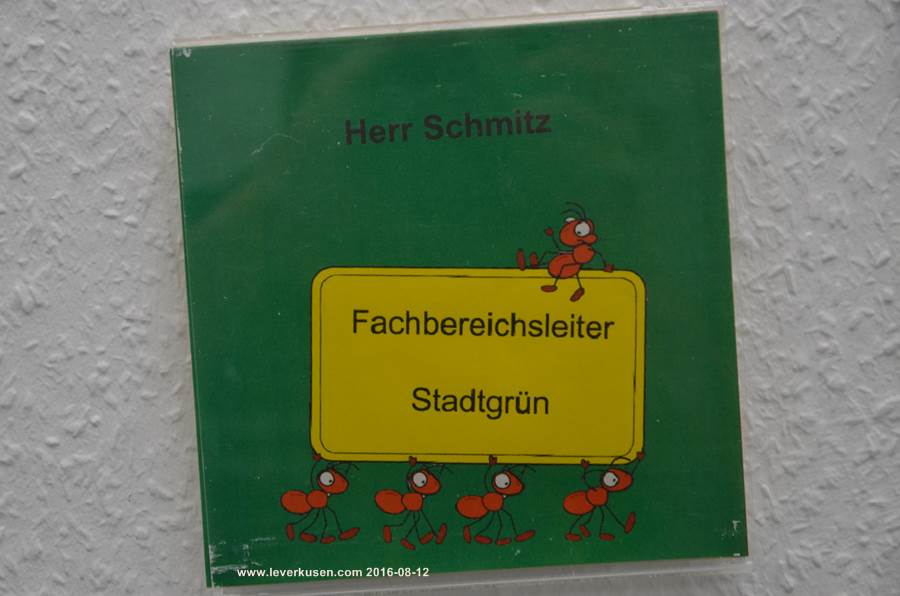 Herr Schmitz
Fachbereichsleiter
Stadtgrün
www.leverkusen.com 2016-08-12